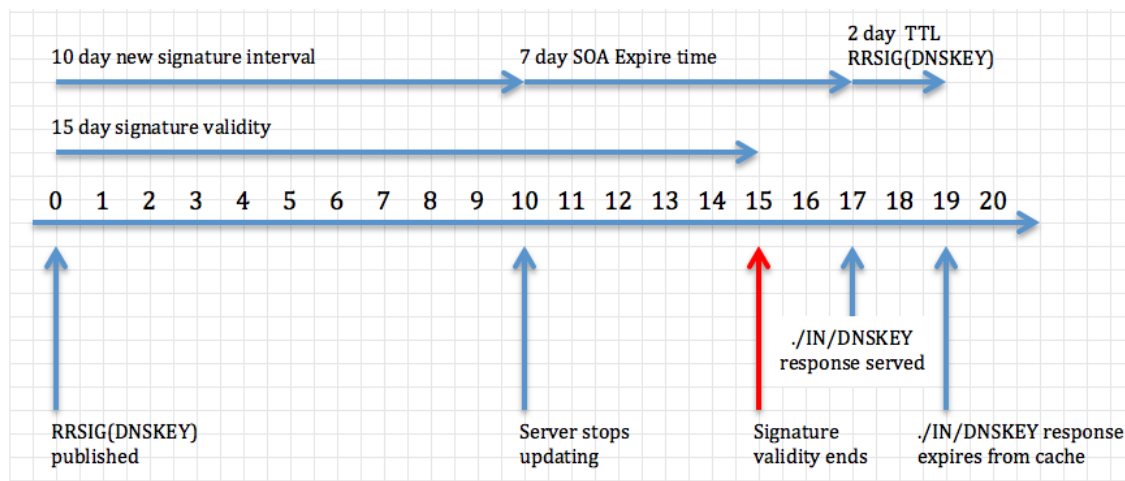 2 day TTL
10 day new signature interval
7 day SOA Expire time
RRSIG(DNSKEY)
15 day signature validity
0 1 2 3 4 5 6 7 8 9 10 11 12 13 14 15 16 17 18 19 20
./IN/DNSKEY
response served
RRSIG(DNSKEY)
published
Server stops
updating
Signature
validity ends
./IN/DNSKEY response
expires from cache